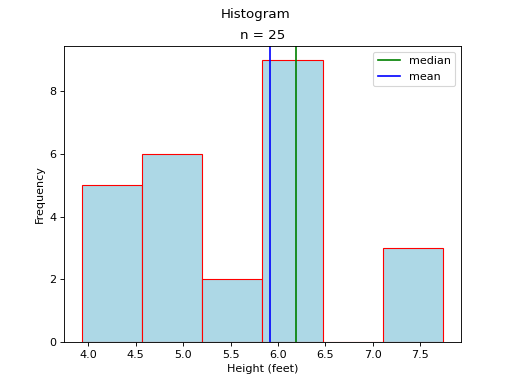 Histogram
n = 25
median
mean
Frequency
8
6
4
2
0
4.0 4.5 5.0 5.5 6.0 6.5 7.0 7.5
Height (feet)